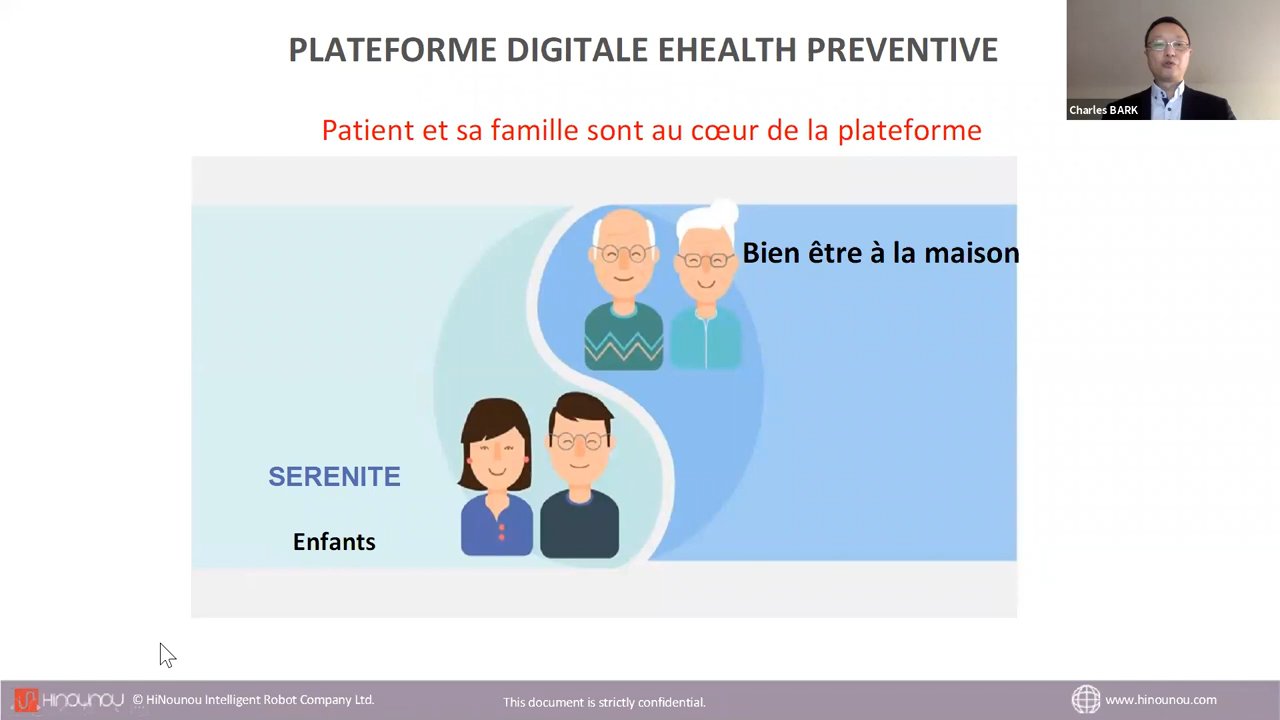 PLATEFORME DIGITALE EHEALTH PREVENTIVE
Charles BARK
Patient et sa famille sont au cœur de la plateforme
Bien être à la maison
SERENITE
Enfants
HiNounou © HiNounou Intelligent Robot Company Ltd.
This document is strictly confidential.
www.hinounou.com